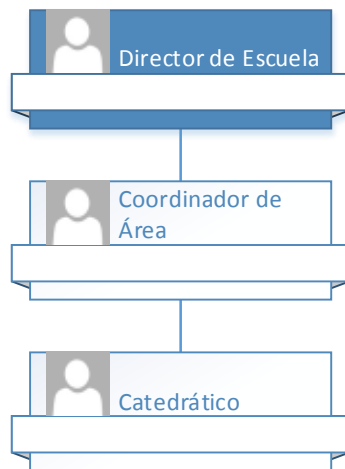 Director de Escuela
Coordinador de
Área
Catedrático